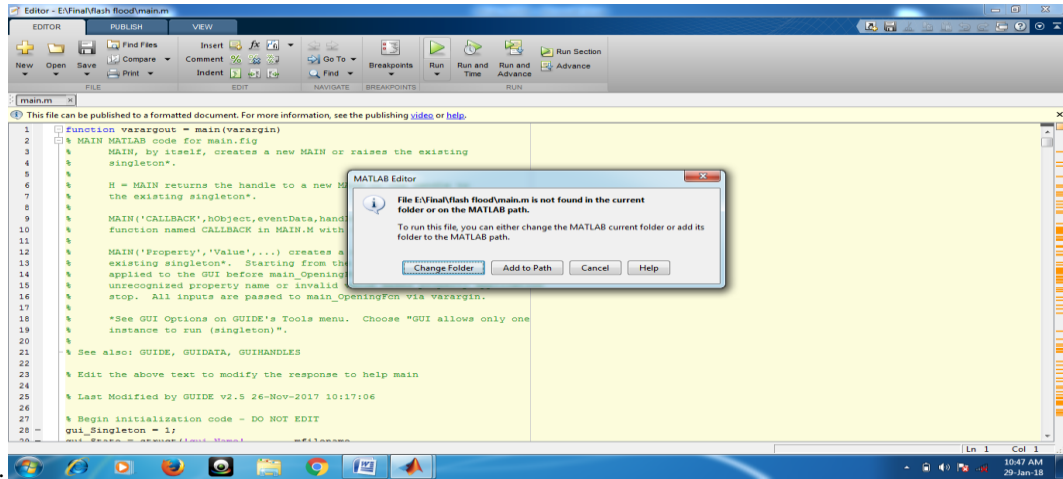 Editor - E:\Final\flash flood\main.m
EDITOR PUBLISH VIEW
New Open Save Find Files Compare Print
Insert Comment Indent
Go To Find
Breakpoints Run Run and Time Run and Advance Run Section Advance
FILE EDIT NAVIGATE BREAKPOINTS RUN
main.m
This file can be published to a formatted document. For more information, see the publishing video or help.
1 function varargout = main(varargin)
2 % MAIN MATLAB code for main.fig
3 % MAIN, by itself, creates a new MAIN or raises the existing
4 % singleton*.
5 %
6 % H = MAIN returns the handle to a new
7 % the existing singleton*.
8 %
9 % MAIN('CALLBACK',hObject,eventData,hand
10 % function named CALLBACK in MAIN.M with
11 %
12 % MAIN('Property','Value',...) creates a
13 % existing singleton*. Starting from the
14 % applied to the GUI before main_Opening
15 % unrecognized property name or invalid
16 % stop. All inputs are passed to main_OpeningFcn via varargin.
17 %
18 % *See GUI Options on GUIDE's Tools menu. Choose "GUI allows only one
19 % instance to run (singleton)".
20 %
21 % See also: GUIDE, GUIDATA, GUIHANDLES
22
23 % Edit the above text to modify the response to help main
24
25 % Last Modified by GUIDE v2.5 26-Nov-2017 10:17:06
26
27 % Begin initialization code - DO NOT EDIT
28 gui_Singleton = 1;
MATLAB Editor
File E:\Final\flash flood\main.m is not found in the current
folder or on the MATLAB path.
To run this file, you can either change the MATLAB current folder or add its
folder to the MATLAB path.
Change Folder Add to Path Cancel Help
Ln 1 Col 1
10:47 AM
29-Jan-18